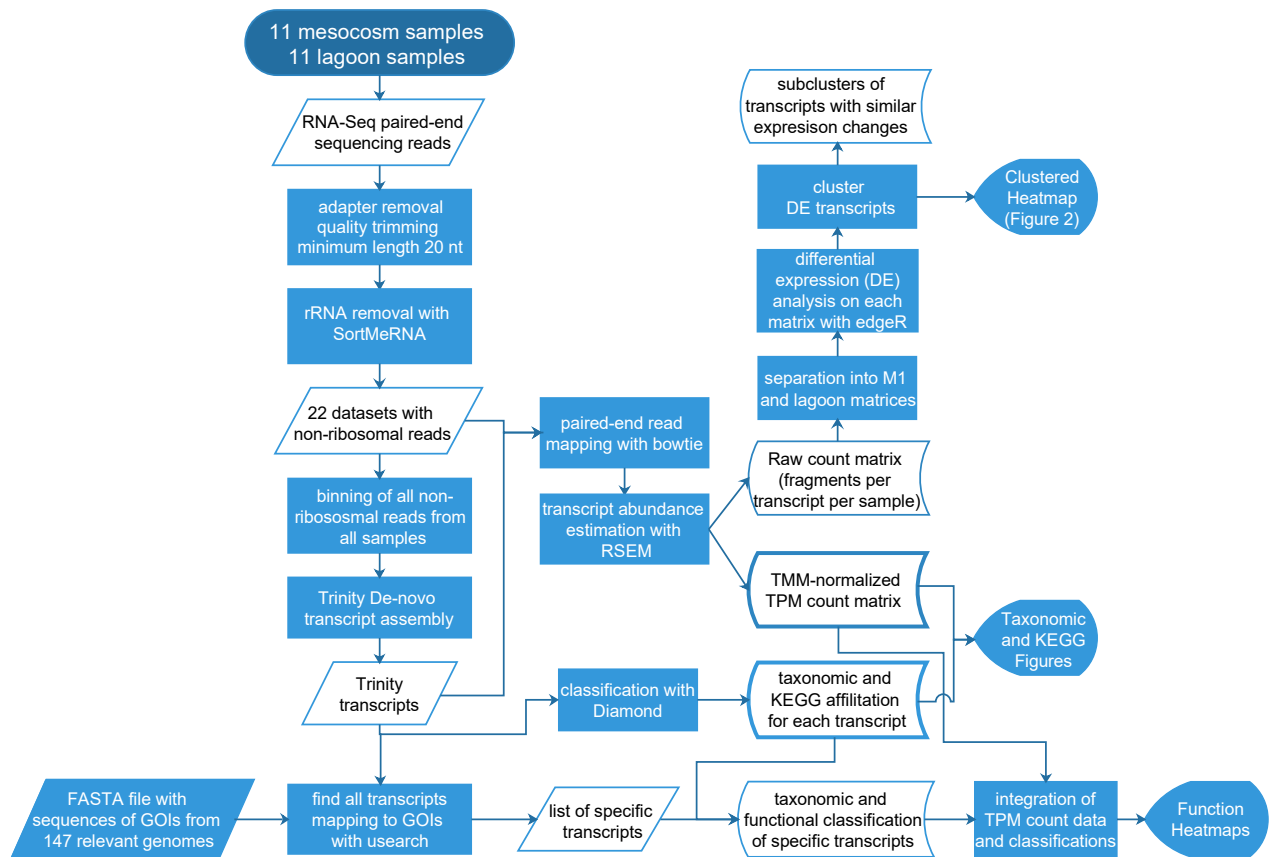 11 mesocosm samples
11 lagoon samples
RNA-Seq paired-end
sequencing reads
adapter removal
quality trimming
minimum length 20 nt
rRNA removal with
SortMeRNA
22 datasets with
non-ribosomal reads
binning of all non-
ribososmal reads from
all samples
Trinity De-novo
transcript assembly
Trinity
transcripts
paired-end read
mapping with bowtie
transcript abundance
estimation with
RSEM
subclusters of
transcripts with similar
expresison changes
cluster
DE transcripts
Clustered
Heatmap
(Figure 2)
differential
expression (DE)
analysis on each
matrix with edgeR
separation into M1
and lagoon matrices
Raw count matrix
(fragments per
transcript per sample)
TMM-normalized
TPM count matrix
Taxonomic
and KEGG
Figures
classification with
Diamond
taxonomic and
KEGG affilitation
for each transcript
FASTA file with
sequences of GOIs from
147 relevant genomes
find all transcripts
mapping to GOIs
with usearch
list of specific
transcripts
taxonomic and
functional classification
of specific transcripts
integration of
TPM count data
and classifications
Function
Heatmaps